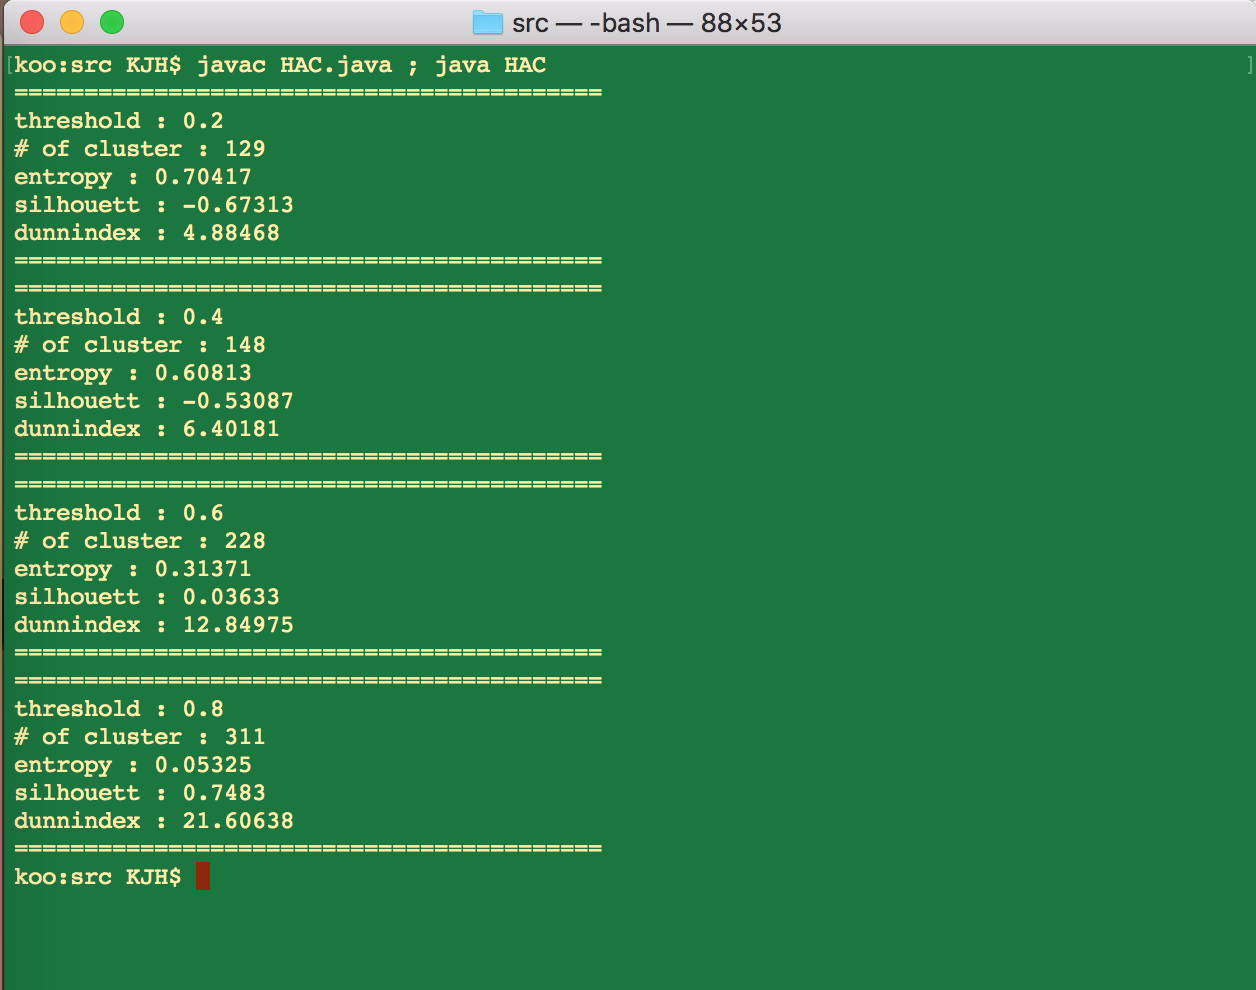 src — -bash — 88×53
[koo:src KJH$ javac HAC.java ; java HAC ]
==========================================
threshold : 0.2
# of cluster : 129
entropy : 0.70417
silhouett : -0.67313
dunnindex : 4.88468
==========================================
==========================================
threshold : 0.4
# of cluster : 148
entropy : 0.60813
silhouett : -0.53087
dunnindex : 6.40181
==========================================
==========================================
threshold : 0.6
# of cluster : 228
entropy : 0.31371
silhouett : 0.03633
dunnindex : 12.84975
==========================================
==========================================
threshold : 0.8
# of cluster : 311
entropy : 0.05325
silhouett : 0.7483
dunnindex : 21.60638
==========================================
koo:src KJH$